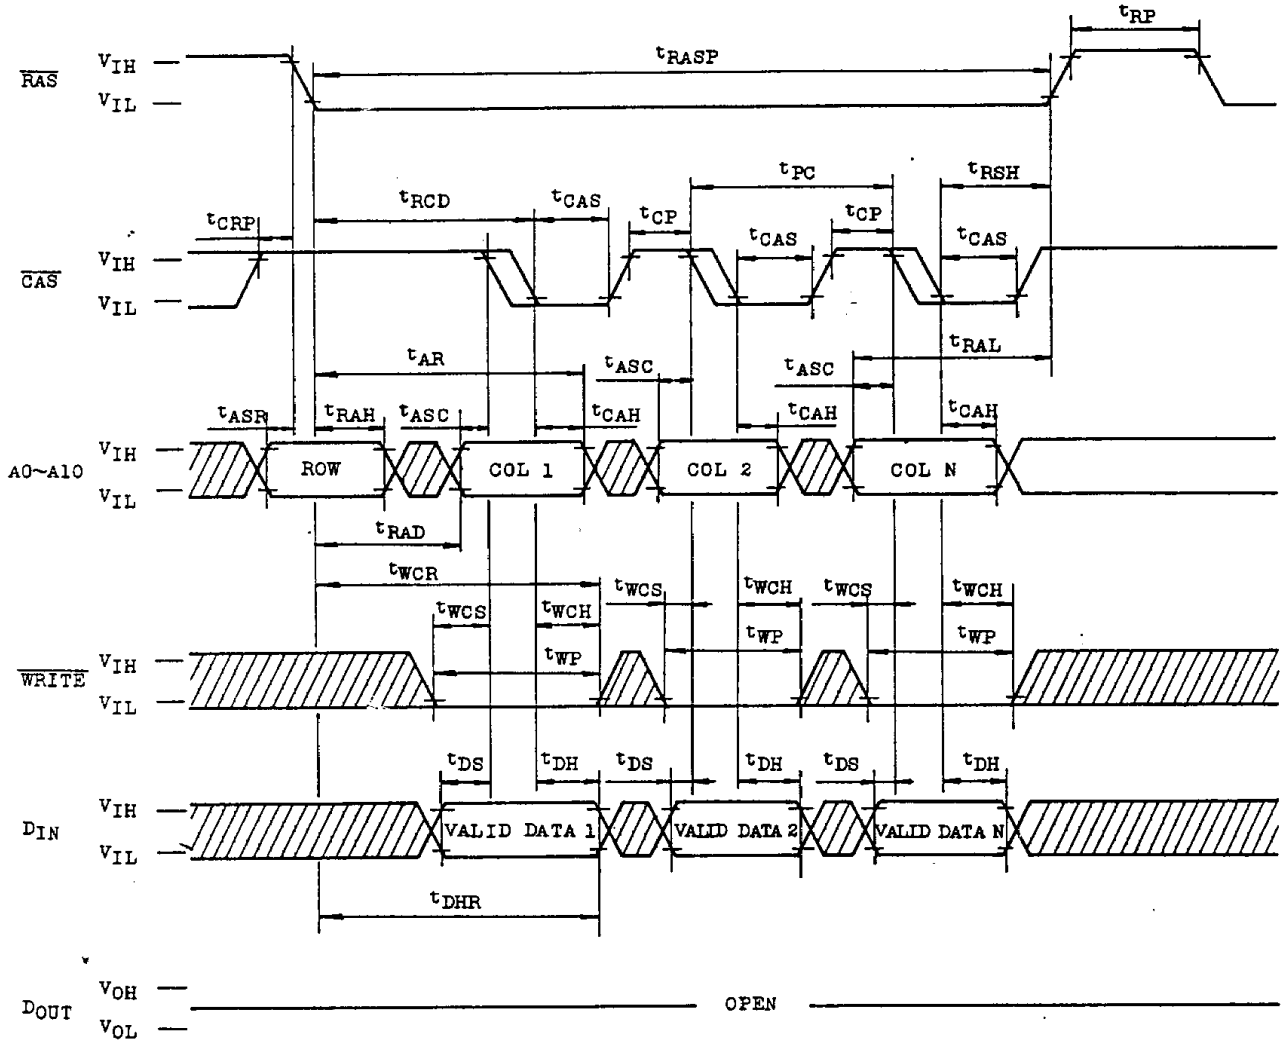 tRP
VIH
tRASP
RAS
VIL
tPC tRSH
tRCD tCAS
tCRP tCP tCP
tCAS tCAS
VIH
CAS
VIL
tRAL
tAR tASC tASC
tASR tRAH tASC tCAH tCAH tCAH
VIH
A0~A10 ROW COL 1 COL 2 COL N
VIL
tRAD
tWCR
tWCS tWCH tWCS tWCH tWCS tWCH
tWP tWP tWP
VIH
WRITE
VIL
tDS tDH tDS tDH tDS tDH
VIH
DIN VALID DATA 1 VALID DATA 2 VALID DATA N
VIL
tDHR
VOH
DOUT OPEN
VOL